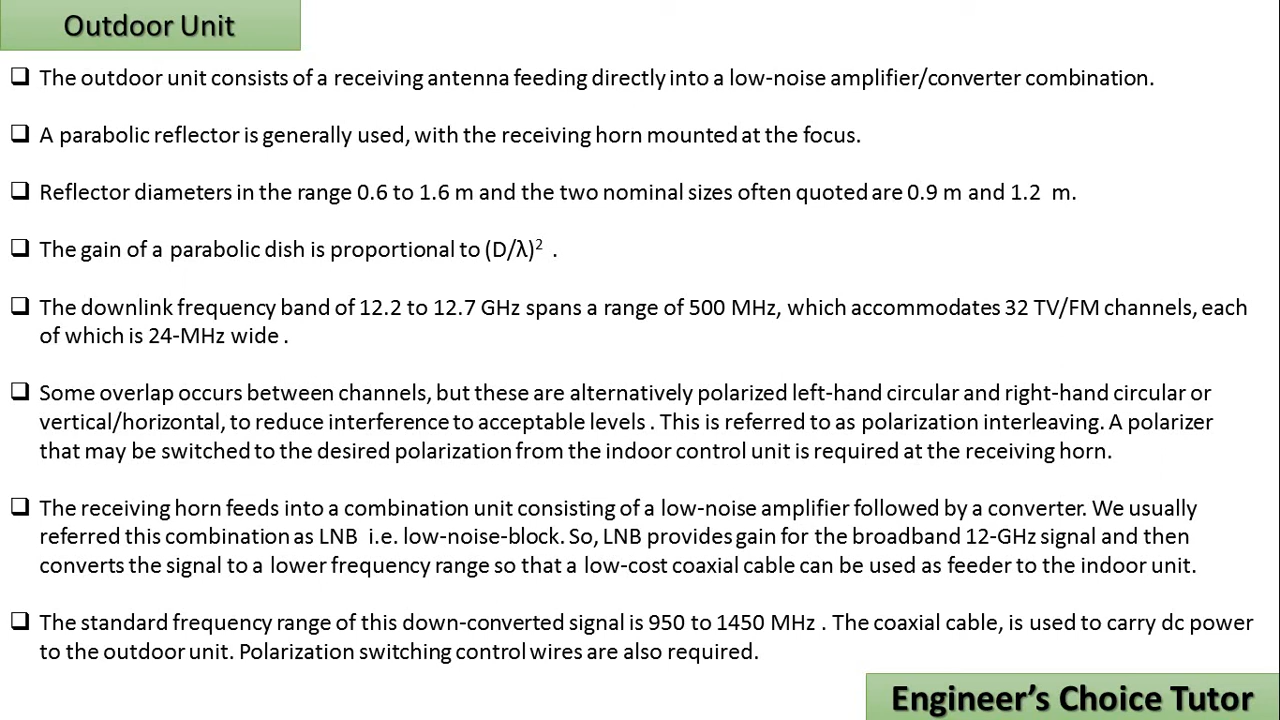 Outdoor Unit
❑ The outdoor unit consists of a receiving antenna feeding directly into a low-noise amplifier/converter combination.
❑ A parabolic reflector is generally used, with the receiving horn mounted at the focus.
❑ Reflector diameters in the range 0.6 to 1.6 m and the two nominal sizes often quoted are 0.9 m and 1.2 m.
❑ The gain of a parabolic dish is proportional to (D/λ)² .
❑ The downlink frequency band of 12.2 to 12.7 GHz spans a range of 500 MHz, which accommodates 32 TV/FM channels, each
of which is 24-MHz wide .
❑ Some overlap occurs between channels, but these are alternatively polarized left-hand circular and right-hand circular or
vertical/horizontal, to reduce interference to acceptable levels . This is referred to as polarization interleaving. A polarizer
that may be switched to the desired polarization from the indoor control unit is required at the receiving horn.
❑ The receiving horn feeds into a combination unit consisting of a low-noise amplifier followed by a converter. We usually
referred this combination as LNB i.e. low-noise-block. So, LNB provides gain for the broadband 12-GHz signal and then
converts the signal to a lower frequency range so that a low-cost coaxial cable can be used as feeder to the indoor unit.
❑ The standard frequency range of this down-converted signal is 950 to 1450 MHz . The coaxial cable, is used to carry dc power
to the outdoor unit. Polarization switching control wires are also required.
Engineer's Choice Tutor